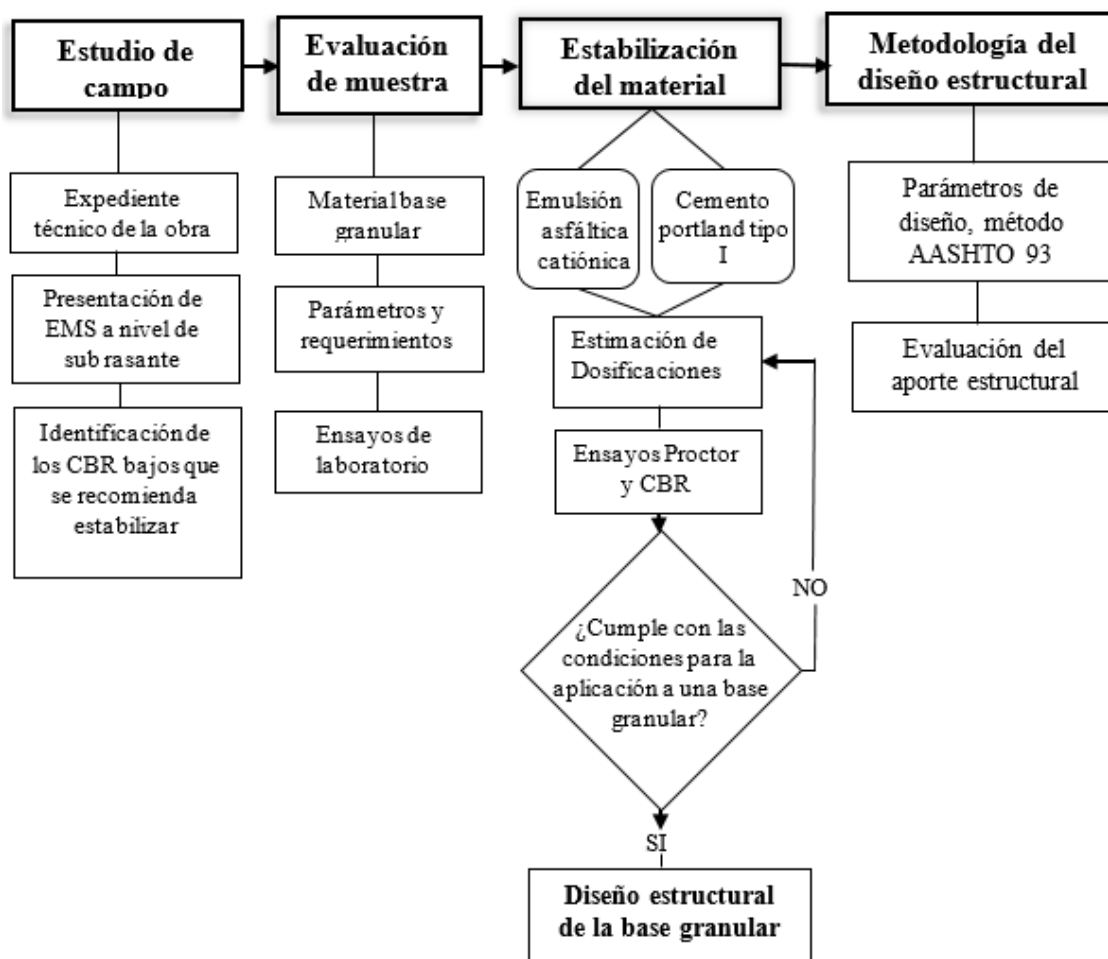 Estudio de
campo
Expediente
técnico de la obra
Presentación de
EMS a nivel de
sub rasante
Identificación de
los CBR bajos que
se recomienda
estabilizar
Evaluación
de muestra
Material base
granular
Parámetros y
requerimientos
Ensayos de
laboratorio
Estabilización
del material
Emulsión
asfáltica
catiónica
Cemento
portland tipo
I
Estimación de
Dosificaciones
Ensayos Proctor
y CBR
¿Cumple con las
condiciones para la
aplicación a una base
granular?
NO
SI
Diseño estructural
de la base granular
Metodología del
diseño estructural
Parámetros de
diseño, método
AASHTO 93
Evaluación del
aporte estructural